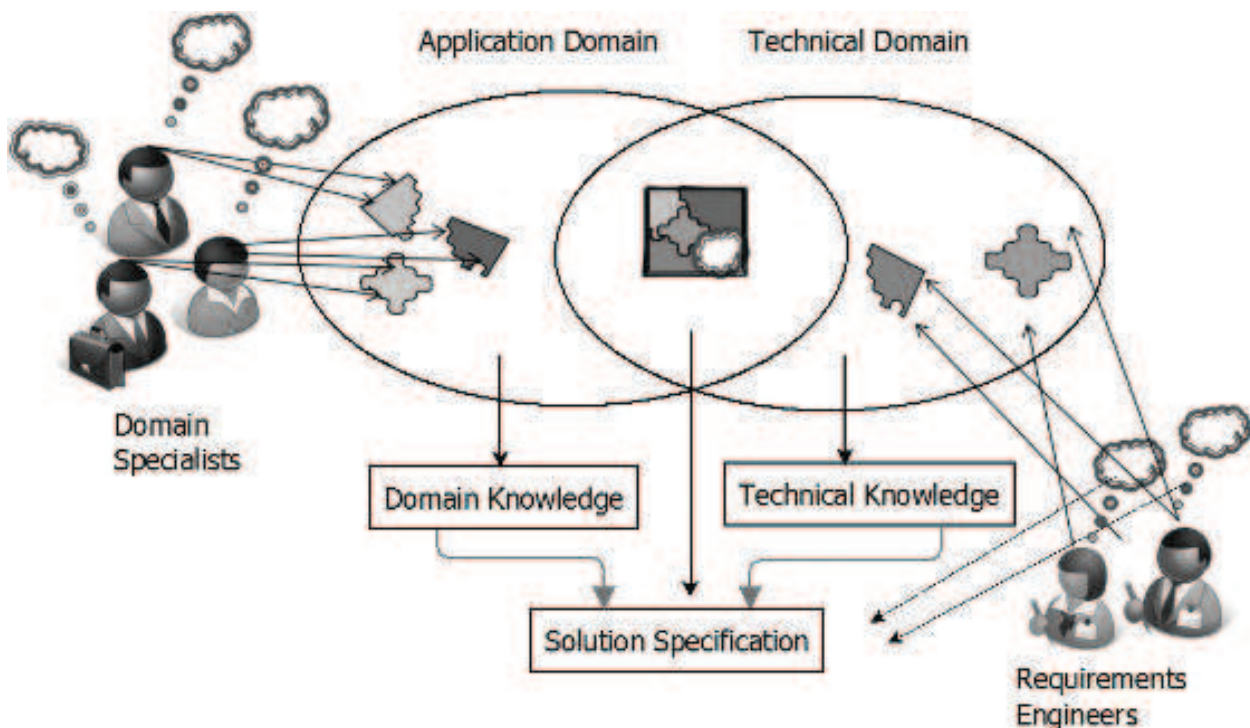 Application Domain
Technical Domain
Domain
Specialists
Domain Knowledge
Technical Knowledge
Solution Specification
Requirements
Engineers